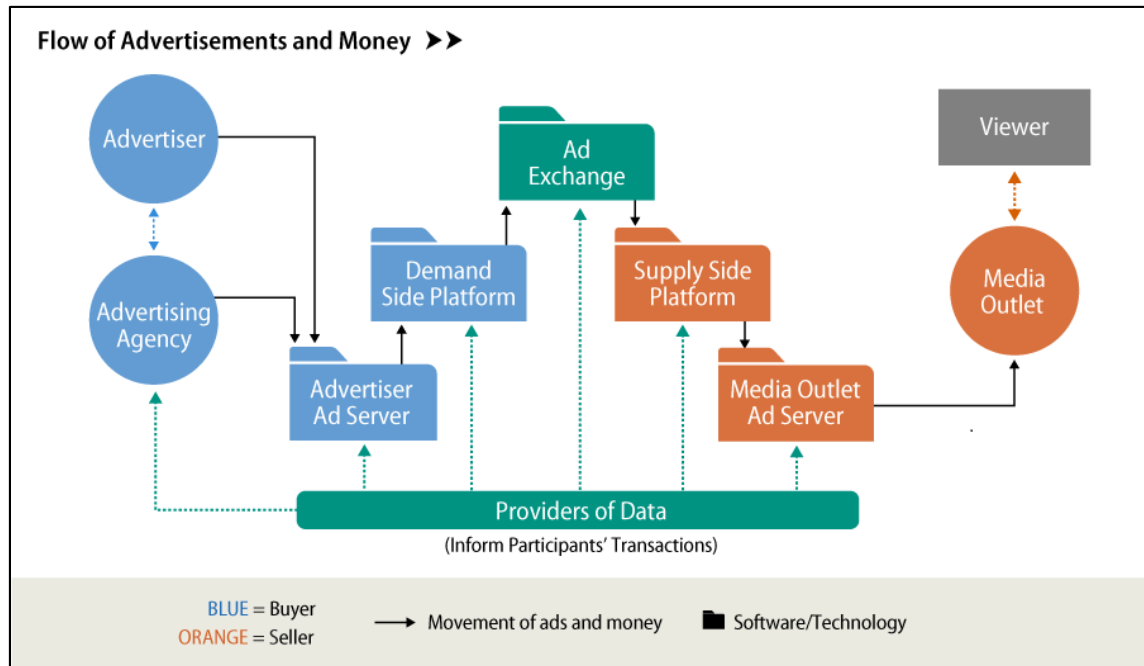 Flow of Advertisements and Money
Advertiser
Ad
Exchange
Viewer
Advertising
Agency
Demand
Side Platform
Supply Side
Platform
Media
Outlet
Advertiser
Ad Server
Media Outlet
Ad Server
Providers of Data
(Inform Participants’ Transactions)
BLUE = Buyer
ORANGE = Seller
Movement of ads and money
Software/Technology